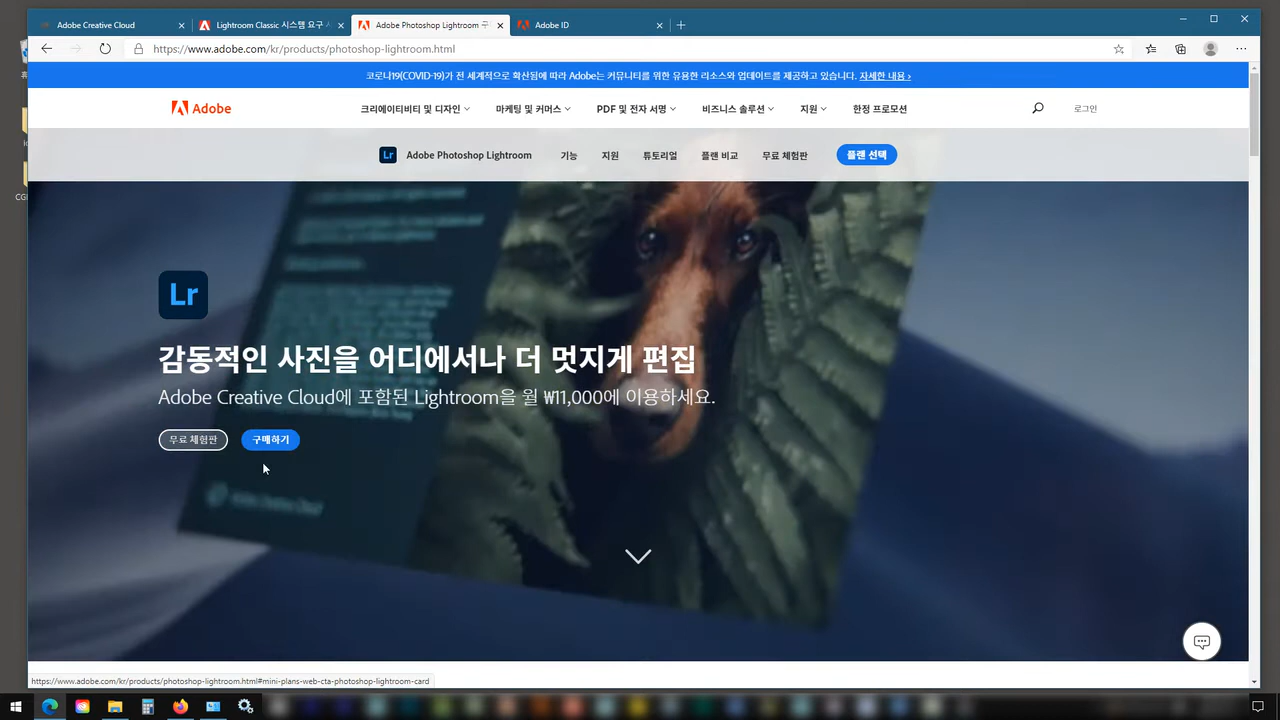 Adobe Creative Cloud
Lightroom Classic 시스템 요구 사
Adobe Photoshop Lightroom 구
Adobe ID
https://www.adobe.com/kr/products/photoshop-lightroom.html
코로나19(COVID-19)가 전 세계적으로 확산됨에 따라 Adobe는 커뮤니티를 위한 유용한 리소스와 업데이트를 제공하고 있습니다. 자세한 내용 ›
Adobe
크리에이티비티 및 디자인
마케팅 및 커머스
PDF 및 전자 서명
비즈니스 솔루션
지원
한정 프로모션
로그인
Lr
Adobe Photoshop Lightroom
기능
지원
튜토리얼
플랜 비교
무료 체험판
플랜 선택
Lr
감동적인 사진을 어디에서나 더 멋지게 편집
Adobe Creative Cloud에 포함된 Lightroom을 월 ₩11,000에 이용하세요.
무료 체험판
구매하기
https://www.adobe.com/kr/products/photoshop-lightroom.html#mini-plans-web-cta-photoshop-lightroom-card